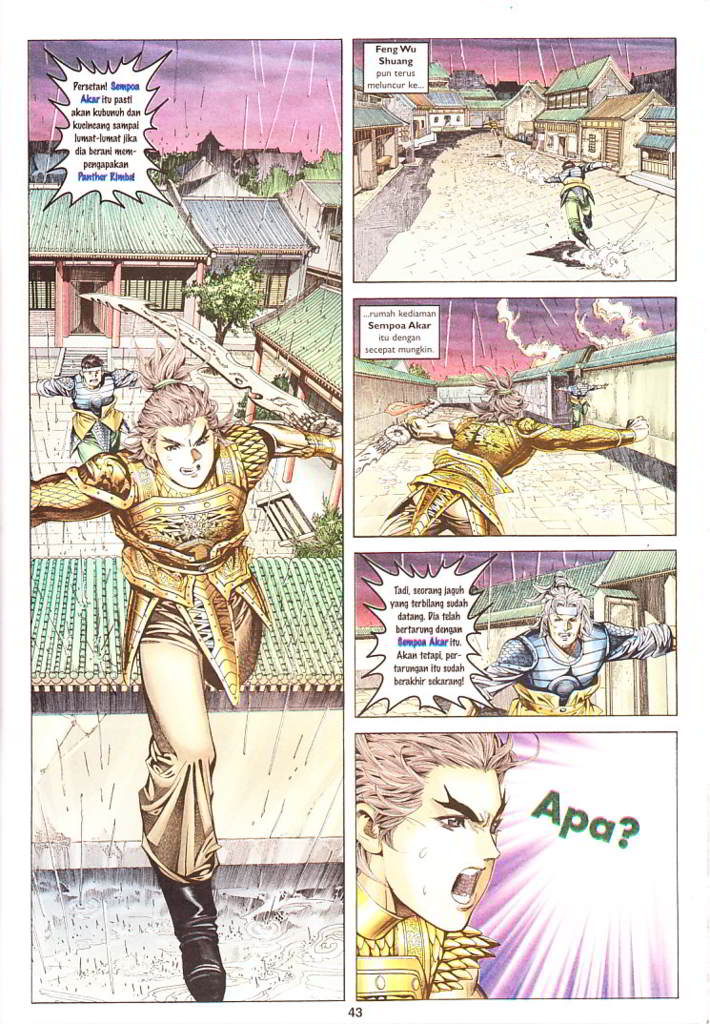 Persetan! Sempoa
Akar itu pasti
akan kubunuh dan
kucincang sampai
lumat-lumat jika
dia berani mem-
pengapakan
Panther Rimba!
Feng Wu
Shuang
pun terus
meluncur ke...
...rumah kediaman
Sempoa Akar
itu dengan
secepat mungkin.
Tadi, seorang jaguh
yang terbilang sudah
datang. Dia telah
bertarung dengan
Sempoa Akar itu.
Akan tetapi, per-
tarungan itu sudah
berakhir sekarang!
Apa?
43